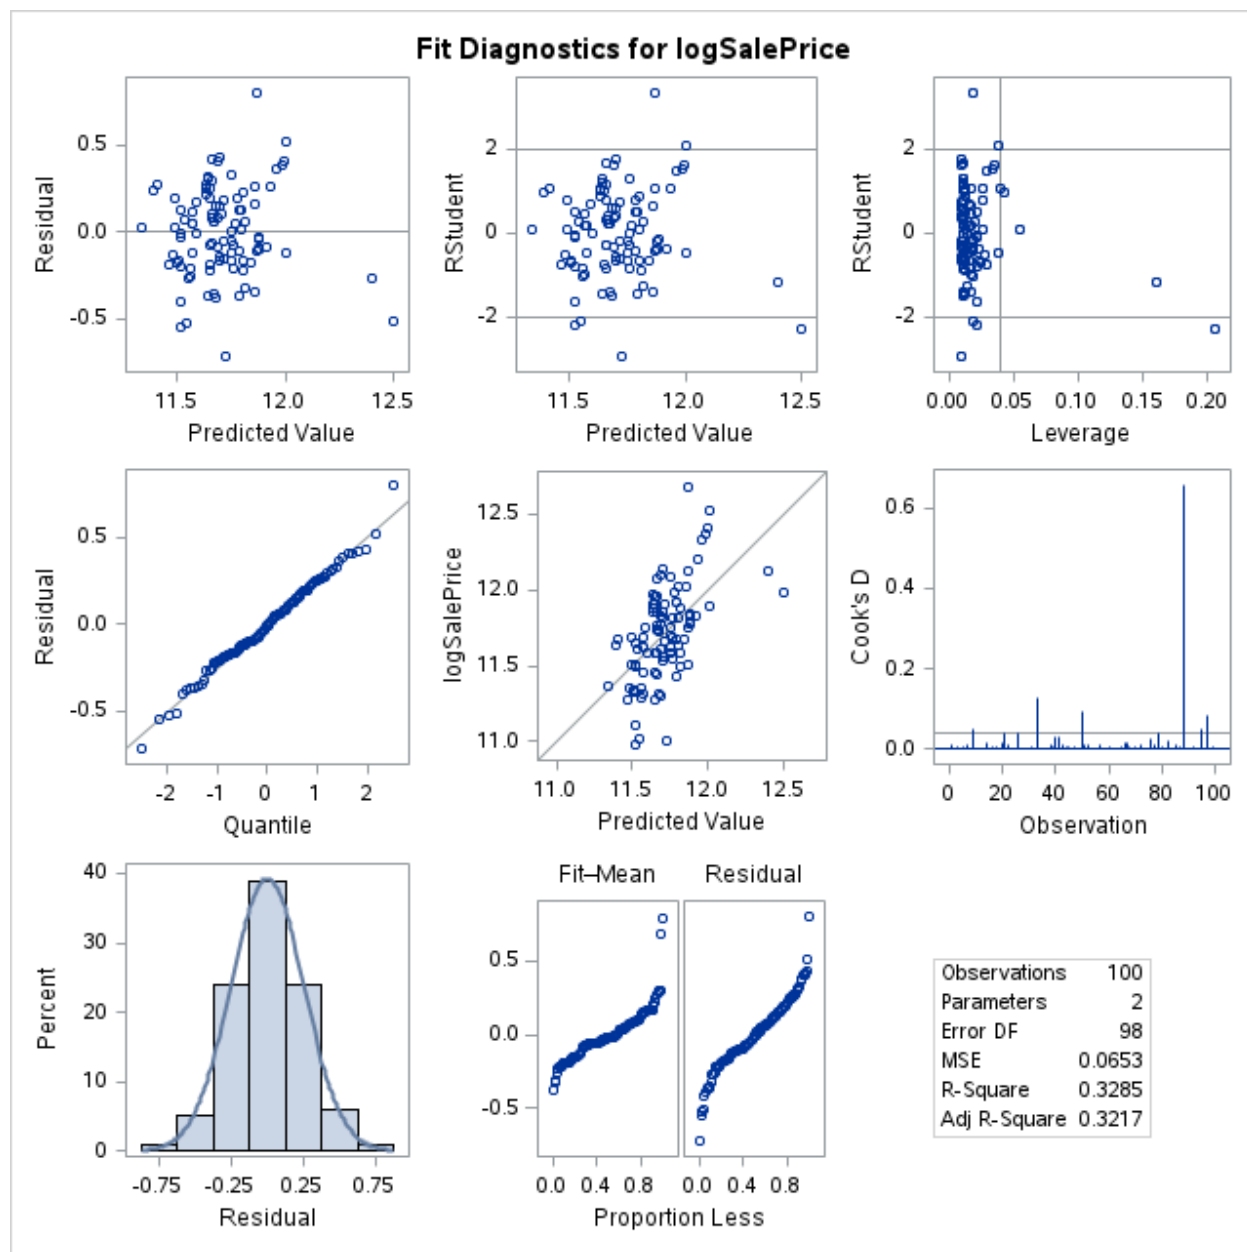 Fit Diagnostics for logSalePrice
0.5
0.0
-0.5
Residual
11.5 12.0 12.5
Predicted Value
2
0
-2
RStudent
11.5 12.0 12.5
Predicted Value
2
0
-2
RStudent
0.00 0.05 0.10 0.15 0.20
Leverage
0.5
0.0
-0.5
Residual
-2 -1 0 1 2
Quantile
12.5
12.0
11.5
11.0
logSalePrice
11.0 11.5 12.0 12.5
Predicted Value
0.6
0.4
0.2
0.0
Cook's D
0 20 40 60 80 100
Observation
40
30
20
10
0
Percent
-0.75 -0.25 0.25 0.75
Residual
Fit–Mean Residual
0.5
0.0
-0.5
0.0 0.4 0.8 0.0 0.4 0.8
Proportion Less
Observations 100
Parameters 2
Error DF 98
MSE 0.0653
R-Square 0.3285
Adj R-Square 0.3217